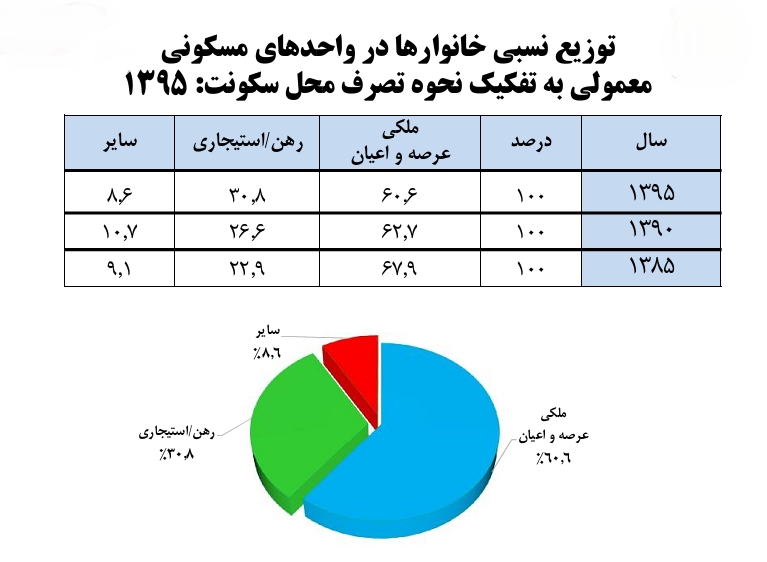 توزیع نسبی خانوارها در واحدهای مسکونی
معمولی به تفکیک نحوه تصرف محل سکونت: ۱۳۹۵
سال درصد ملکی عرصه و اعیان رهن/استیجاری سایر
۱۳۹۵ ۱۰۰ ۶۰,۶ ۳۰,۸ ۸,۶
۱۳۹۰ ۱۰۰ ۶۲,۷ ۲۶,۶ ۱۰,۷
۱۳۸۵ ۱۰۰ ۶۷,۹ ۲۲,۹ ۹,۱
سایر
%۸,۶
ملکی
عرصه و اعیان
%۶۰,۶
رهن/استیجاری
%۳۰,۸